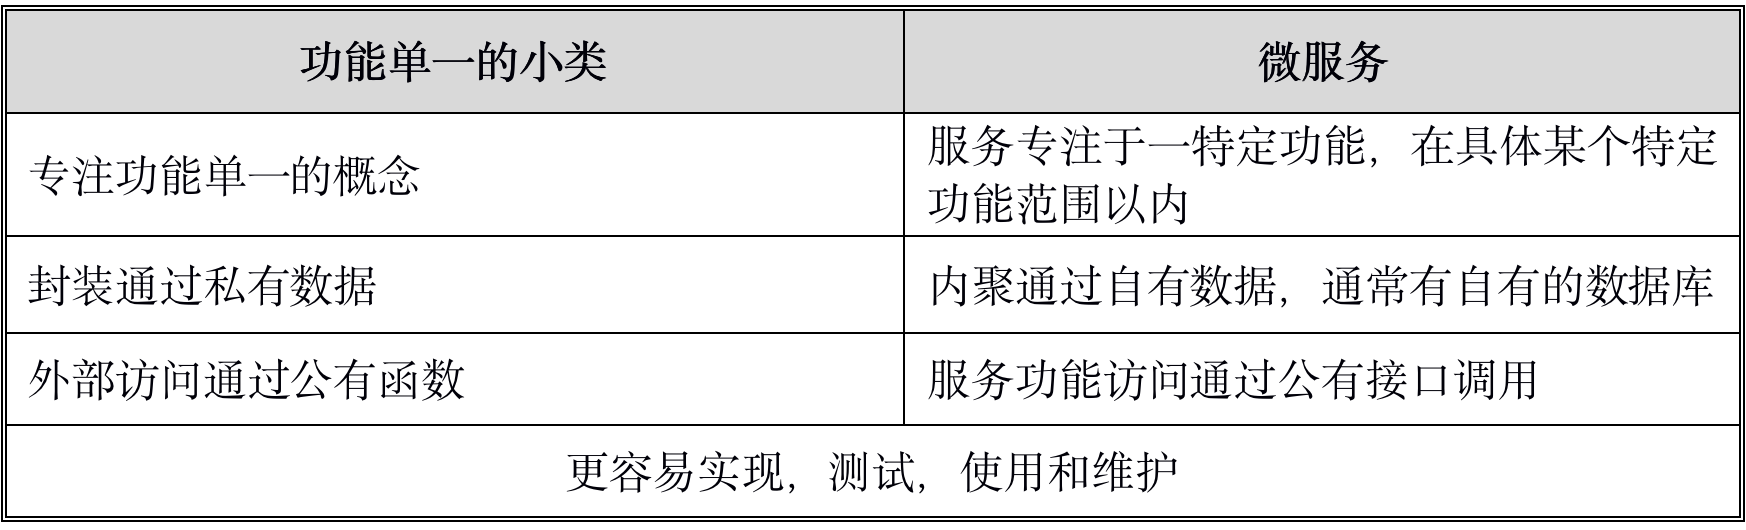 功能单一的小类
微服务
专注功能单一的概念
服务专注于一特定功能，在具体某个特定
功能范围以内
封装通过私有数据
内聚通过自有数据，通常有自有的数据库
外部访问通过公有函数
服务功能访问通过公有接口调用
更容易实现，测试，使用和维护